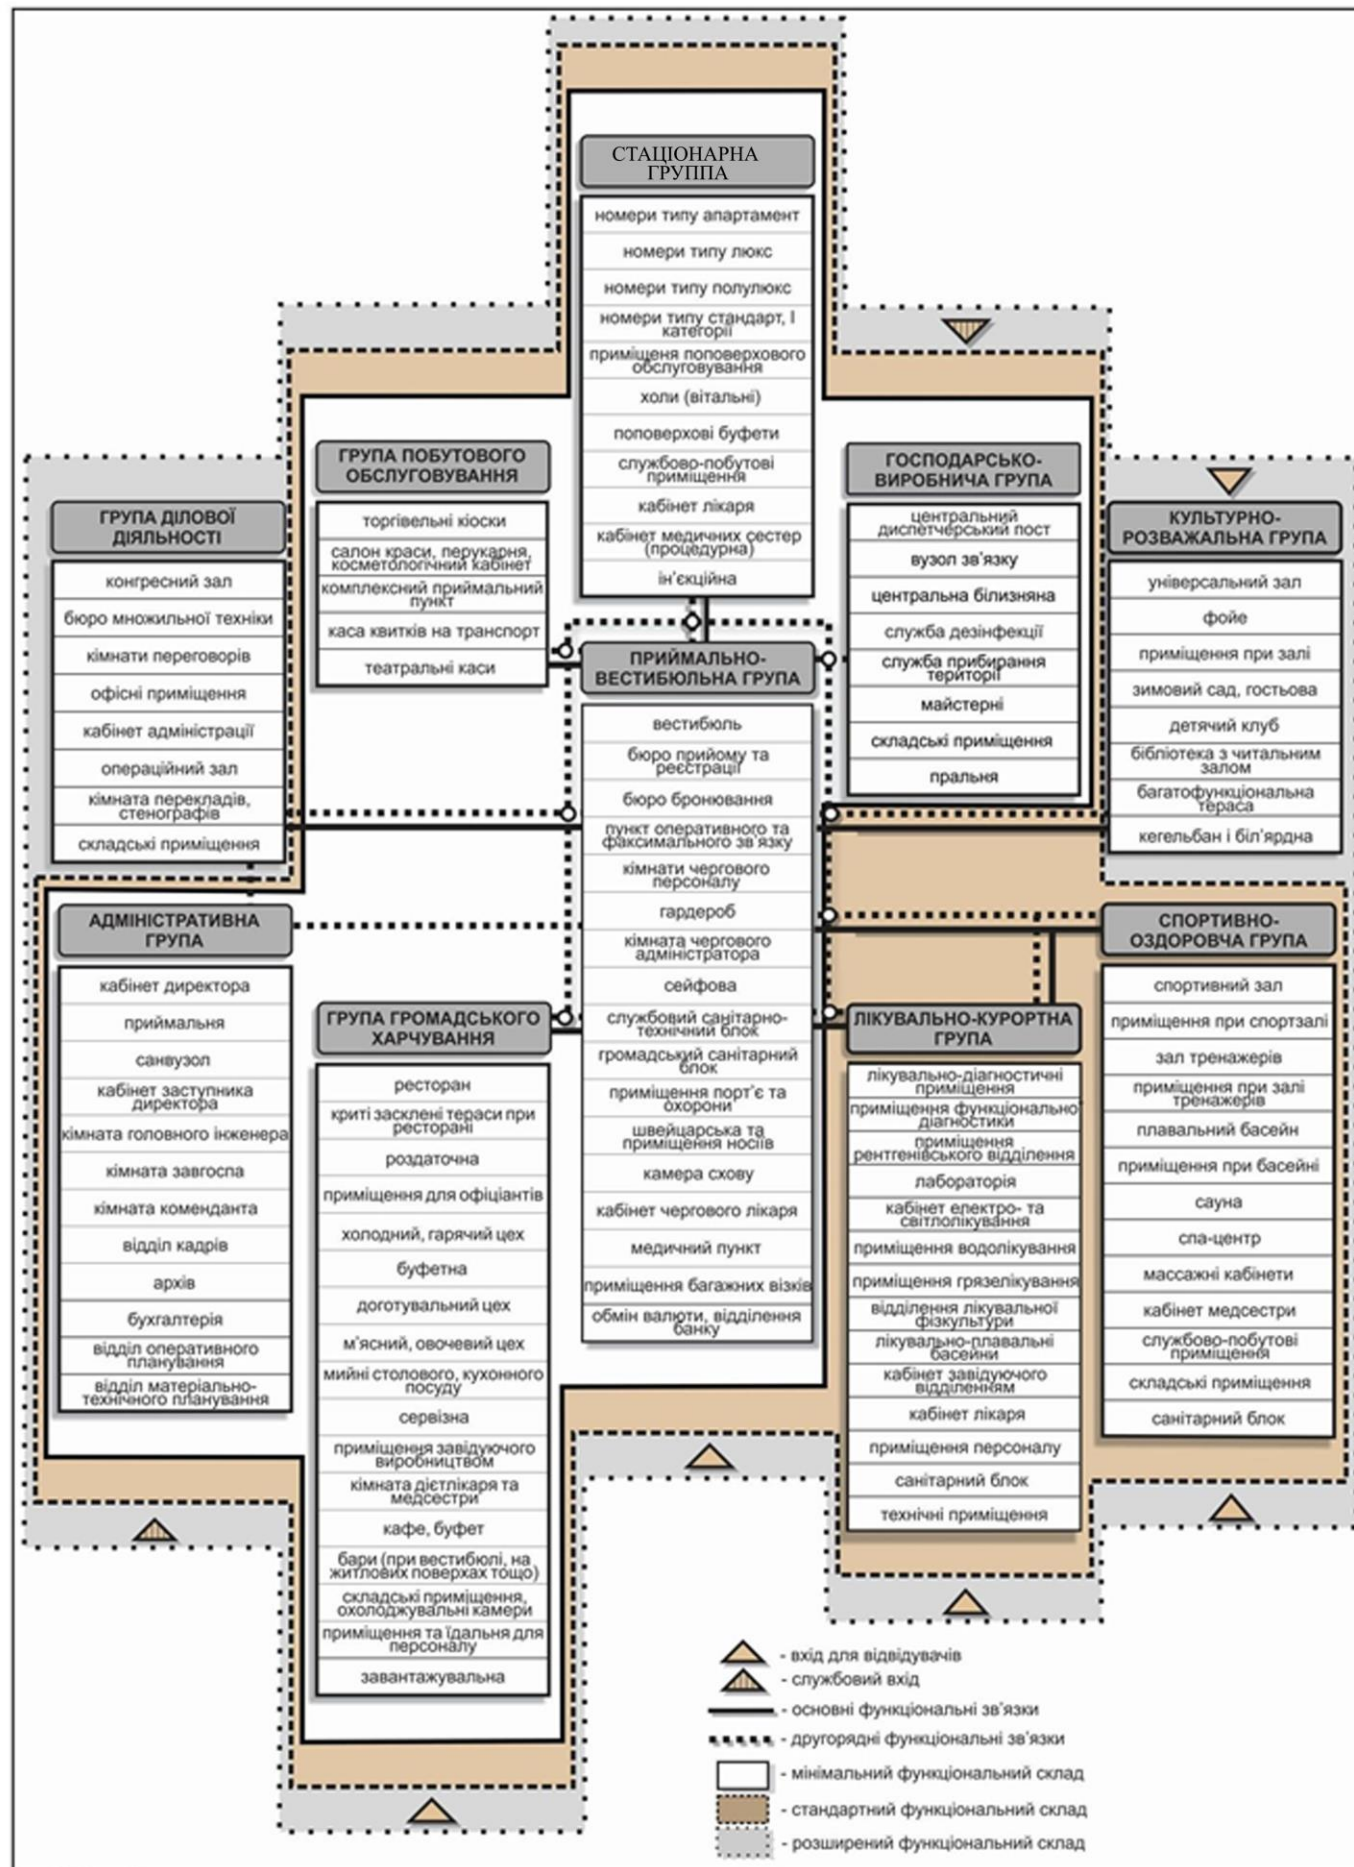 СТАЦІОНАРНА
ГРУППА
номери типу апартамент
номери типу люкс
номери типу полулюкс
номери типу стандарт, І
категорії
приміщеня поповерхового
обслуговування
холи (вітальні)
поповерхові буфети
службово-побутові
приміщення
кабінет лікаря
кабінет медичних сестер
(процедурна)
ін'єкційна
ГРУПА ПОБУТОВОГО
ОБСЛУГОВУВАННЯ
торгівельні кіоски
салон краси, перукарня,
косметологічний кабінет
комплексний приймальний
пункт
каса квитків на транспорт
театральні каси
ГОСПОДАРСЬКО-
ВИРОБНИЧА ГРУПА
центральний
диспетчерський пост
вузол зв'язку
центральна білизняна
служба дезінфекції
служба прибирання
території
майстерні
складські приміщення
пральня
ГРУПА ДІЛОВОЇ
ДІЯЛЬНОСТІ
конгресний зал
бюро множильної техніки
кімнати переговорів
офісні приміщення
кабінет адміністрації
операційний зал
кімната перекладів,
стенографів
складські приміщення
КУЛЬТУРНО-
РОЗВАЖАЛЬНА ГРУПА
універсальний зал
фойє
приміщення при залі
зимовий сад, гостьова
детячий клуб
бібліотека з читальним
залом
багатофункціональна
тераса
кегельбан і біл'ярдна
ПРИЙМАЛЬНО-
ВЕСТИБЮЛЬНА ГРУПА
вестибюль
бюро прийому та
реєстрації
бюро бронювання
пункт оперативного та
факсимального зв'язку
кімнати чергового
персоналу
гардероб
кімната чергового
адміністратора
сейфова
службовий санітарно-
технічний блок
громадський санітарний
блок
приміщення порт'є та
охорони
швейцарська та
приміщення носіїв
камера схову
кабінет чергового лікаря
медичний пункт
приміщення багажних візків
обмін валюти, відділення
банку
АДМІНІСТРАТИВНА
ГРУПА
кабінет директора
приймальня
санвузол
кабінет заступника
директора
кімната головного інженера
кімната завгоспа
кімната коменданта
відділ кадрів
архів
бухгалтерія
відділ оперативного
планування
відділ матеріально-
технічного планування
ГРУПА ГРОМАДСЬКОГО
ХАРЧУВАННЯ
ресторан
криті засклені тераси при
ресторані
роздаточна
приміщення для офіціантів
холодний, гарячий цех
буфетна
доготувальний цех
м'ясний, овочевий цех
мийні столового, кухонного
посуду
сервізна
приміщення завідуючого
виробництвом
кімната дієтлікаря та
медсестри
кафе, буфет
бари (при вестибюлі, на
житлових поверхах тощо)
складські приміщення,
охолоджувальні камери
приміщення та їдальня для
персоналу
завантажувальна
ЛІКУВАЛЬНО-КУРОРТНА
ГРУПА
лікувально-діагностичні
приміщення
приміщення функціонально
діагностики
приміщення
рентгенівського відділення
лабораторія
кабінет електро- та
світлолікування
приміщення водолікування
приміщення грязелікування
відділення лікувальної
фізкультури
лікувально-плавальні
басейни
кабінет завідуючого
відділенням
кабінет лікаря
приміщення персоналу
санітарний блок
технічні приміщення
СПОРТИВНО-
ОЗДОРОВЧА ГРУПА
спортивний зал
приміщення при спортзалі
зал тренажерів
приміщення при залі
тренажерів
плавальний басейн
приміщення при басейні
сауна
спа-центр
массажні кабінети
кабінет медсестри
службово-побутові
приміщення
складські приміщення
санітарний блок
- вхід для відвідувачів
- службовий вхід
- основні функціональні зв'язки
- другорядні функціональні зв'язки
- мінімальний функціональний склад
- стандартний функціональний склад
- розширений функціональний склад